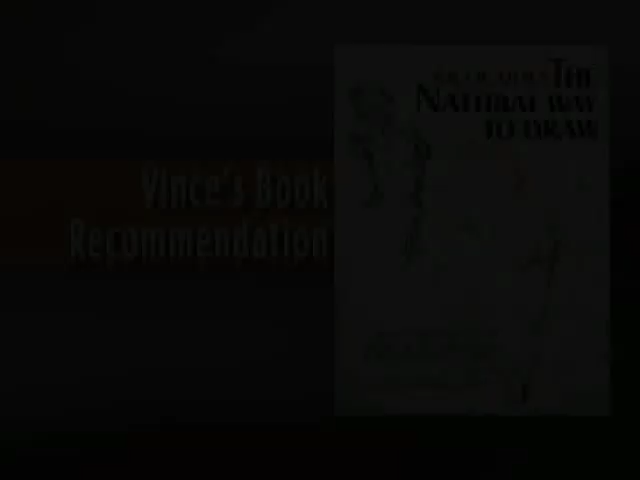 Vince's Book
Recommendation
THE
NATURAL WAY
TO DRAW